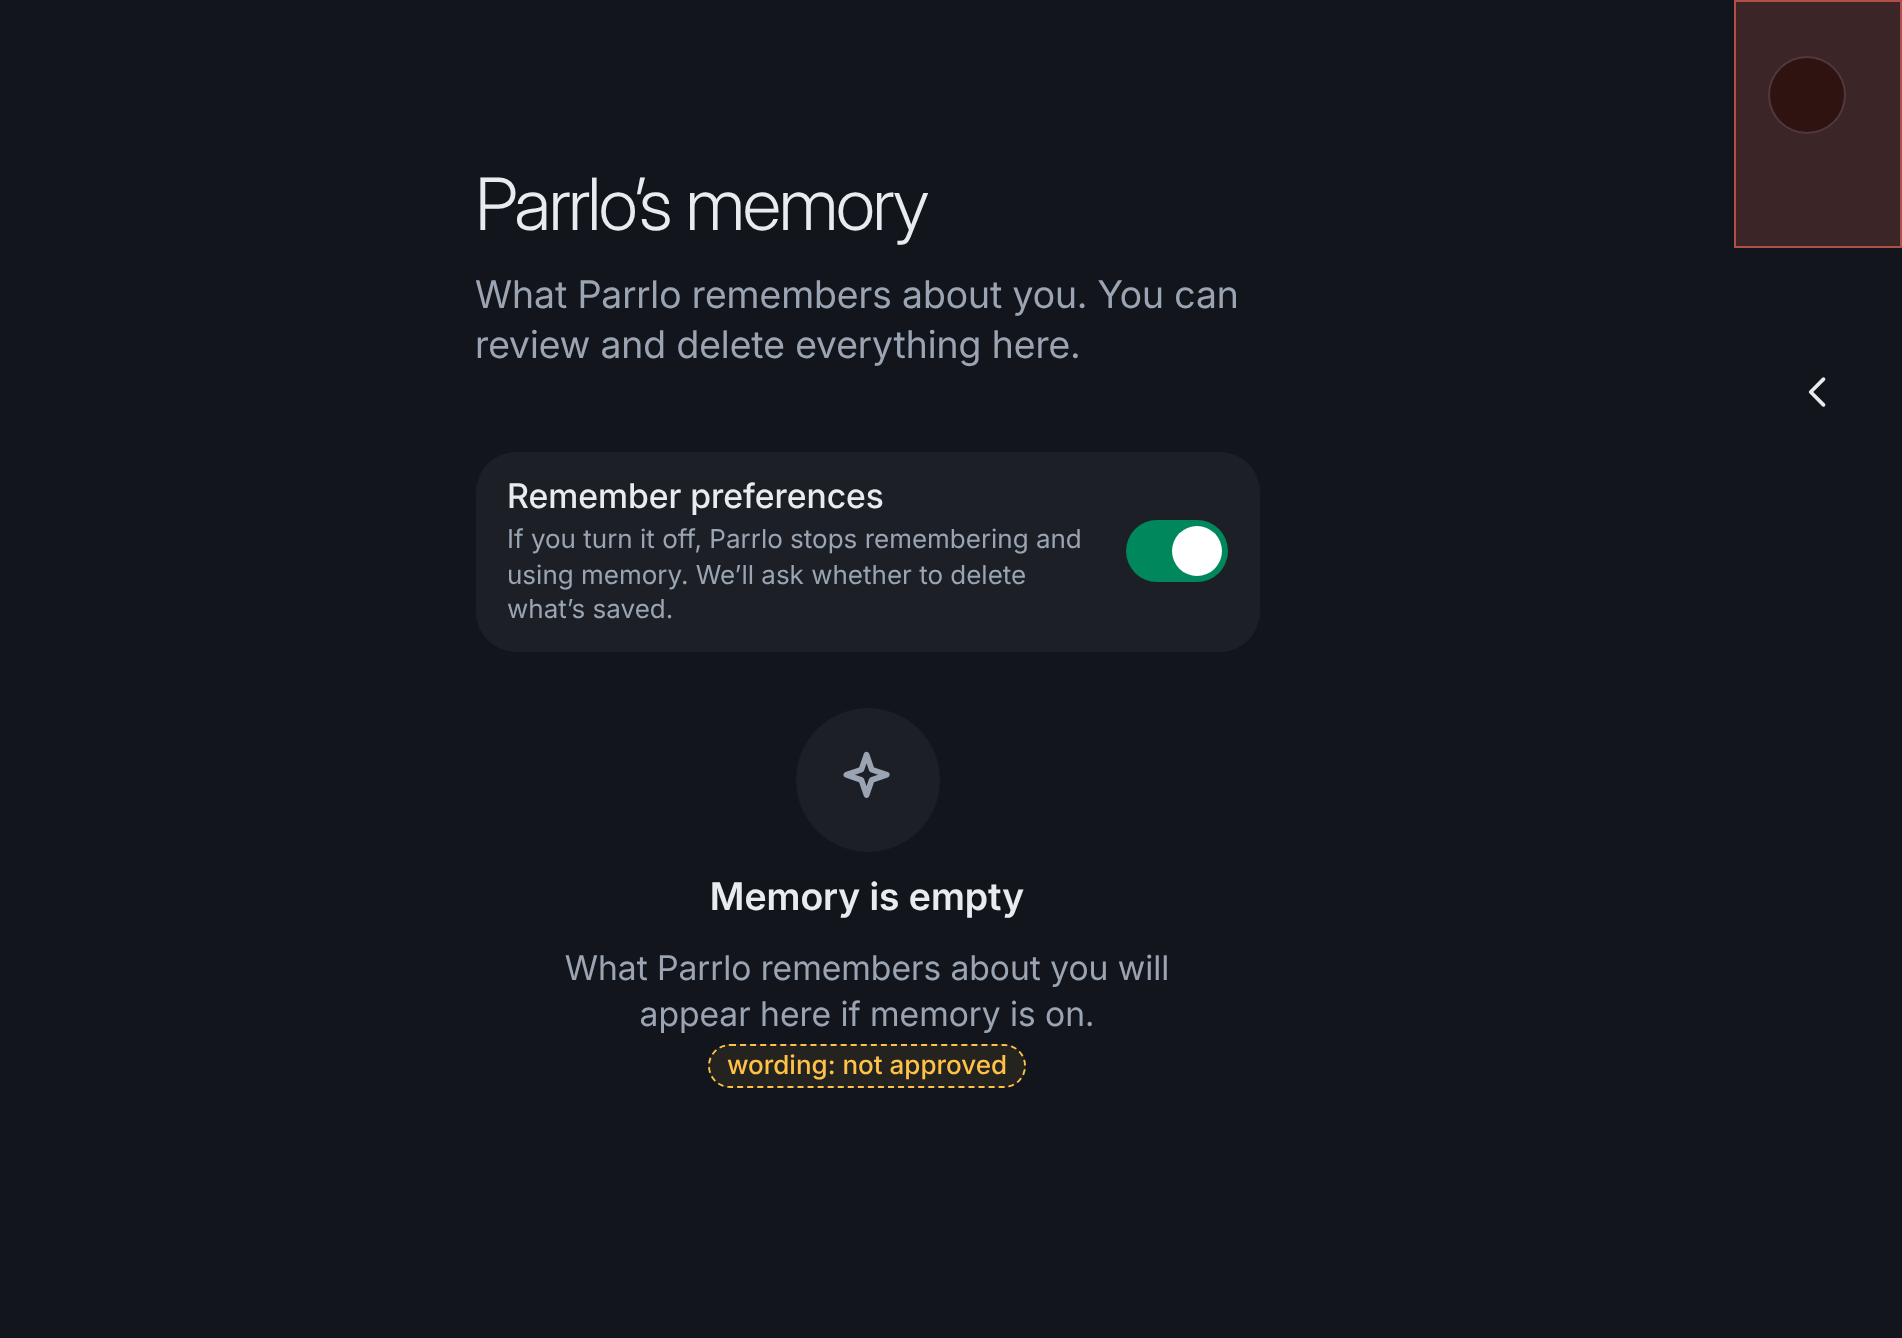 Parrlo’s memory
What Parrlo remembers about you. You can
review and delete everything here.
Remember preferences
If you turn it off, Parrlo stops remembering and
using memory. We’ll ask whether to delete
what’s saved.
Memory is empty
What Parrlo remembers about you will
appear here if memory is on.
wording: not approved